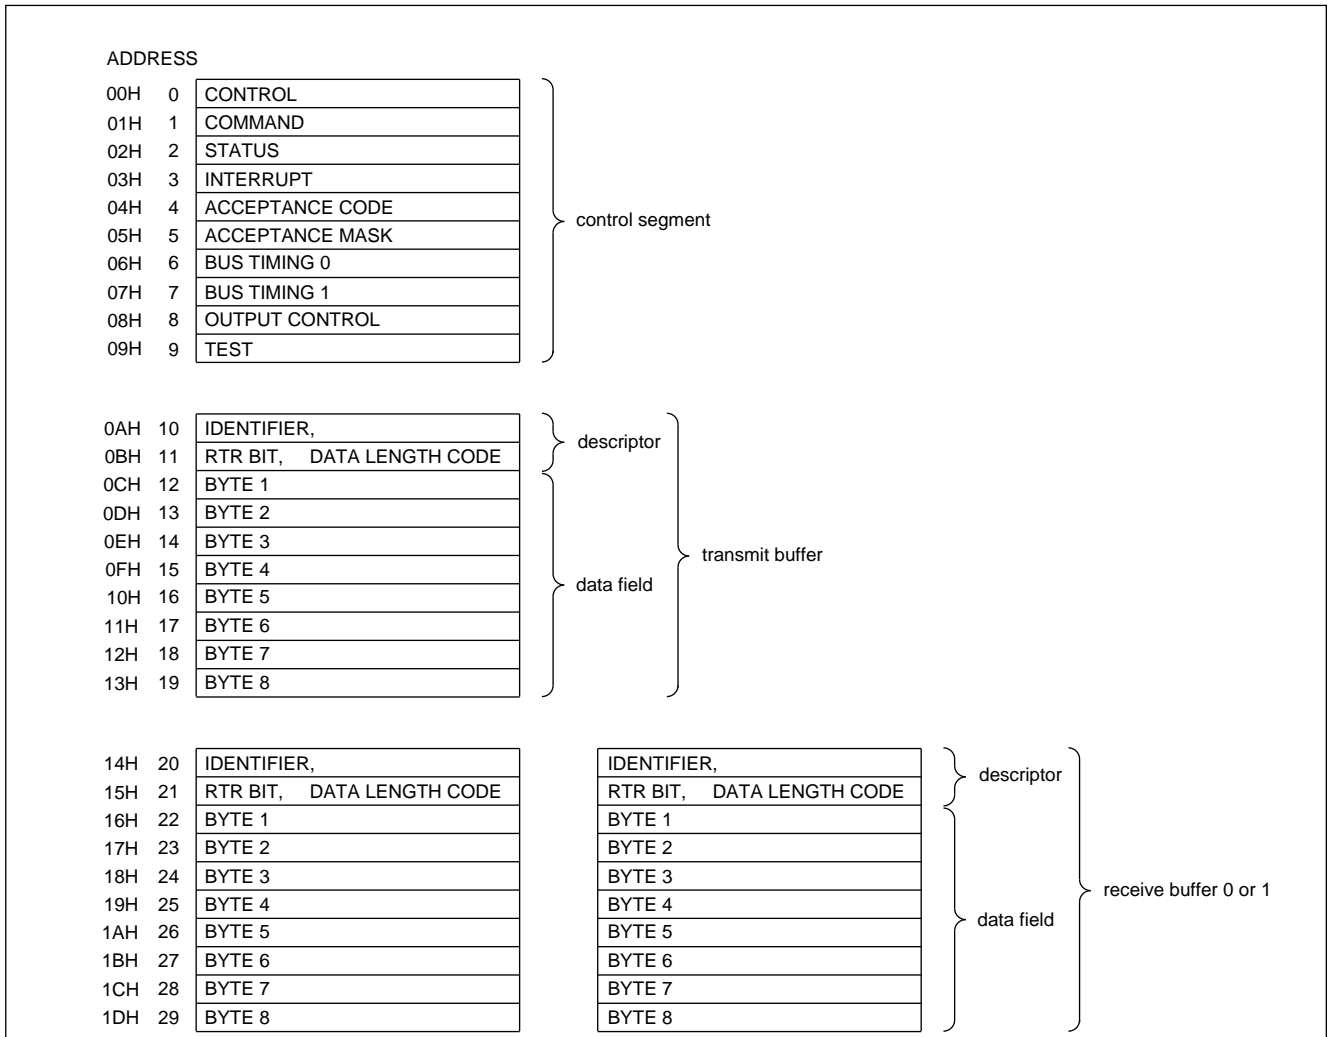 ADDRESS
00H 0 CONTROL
01H 1 COMMAND
02H 2 STATUS
03H 3 INTERRUPT
04H 4 ACCEPTANCE CODE
05H 5 ACCEPTANCE MASK
06H 6 BUS TIMING 0
07H 7 BUS TIMING 1
08H 8 OUTPUT CONTROL
09H 9 TEST
control segment
0AH 10 IDENTIFIER,
0BH 11 RTR BIT, DATA LENGTH CODE
0CH 12 BYTE 1
0DH 13 BYTE 2
0EH 14 BYTE 3
0FH 15 BYTE 4
10H 16 BYTE 5
11H 17 BYTE 6
12H 18 BYTE 7
13H 19 BYTE 8
descriptor
data field
transmit buffer
14H 20 IDENTIFIER, IDENTIFIER,
15H 21 RTR BIT, DATA LENGTH CODE RTR BIT, DATA LENGTH CODE
16H 22 BYTE 1 BYTE 1
17H 23 BYTE 2 BYTE 2
18H 24 BYTE 3 BYTE 3
19H 25 BYTE 4 BYTE 4
1AH 26 BYTE 5 BYTE 5
1BH 27 BYTE 6 BYTE 6
1CH 28 BYTE 7 BYTE 7
1DH 29 BYTE 8 BYTE 8
descriptor
data field
receive buffer 0 or 1